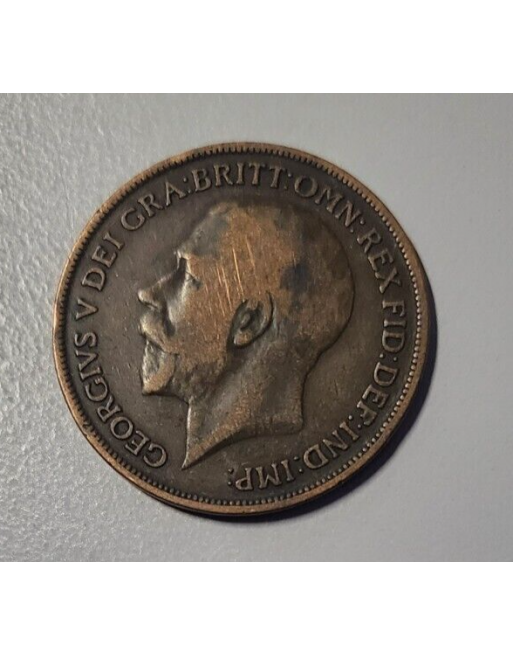 GEORGIVS V DEI GRA:BRITT:OMN:REX FID:DEF:IND:IMP: